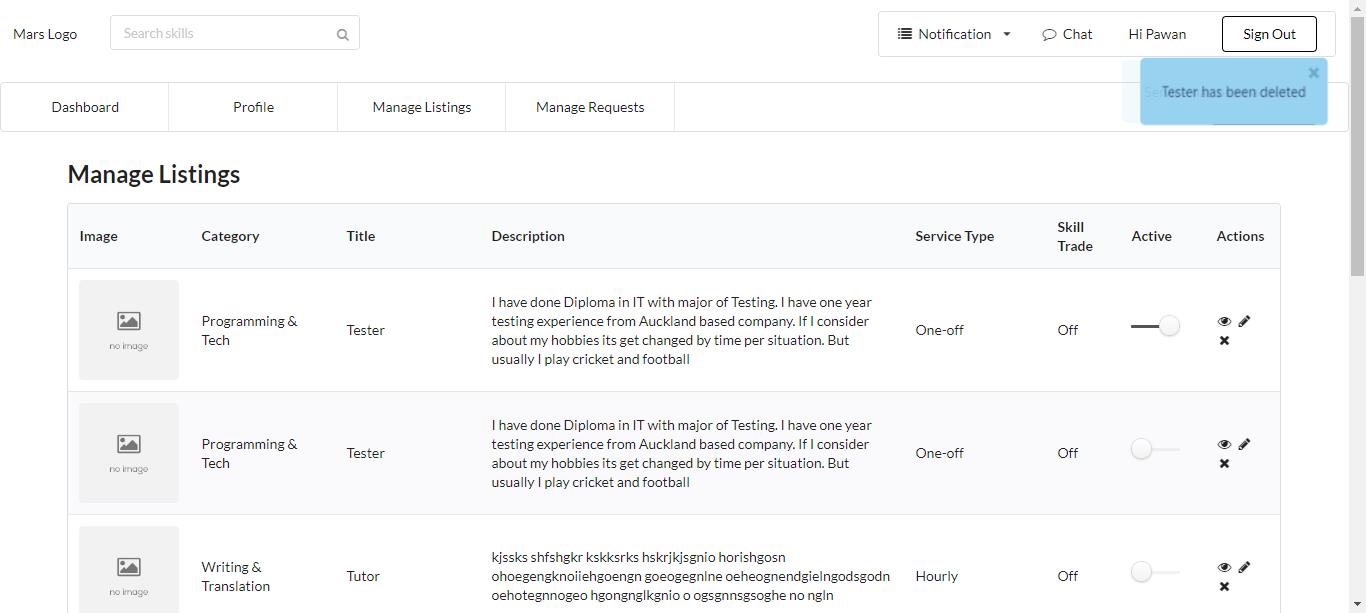 Mars Logo
Search skills
Notification
Chat
Hi Pawan
Sign Out
Tester has been deleted
Dashboard
Profile
Manage Listings
Manage Requests
Manage Listings
Image
Category
Title
Description
Service Type
Skill
Trade
Active
Actions
no image
Programming &
Tech
Tester
I have done Diploma in IT with major of Testing. I have one year
testing experience from Auckland based company. If I consider
about my hobbies its get changed by time per situation. But
usually I play cricket and football
One-off
Off
no image
Programming &
Tech
Tester
I have done Diploma in IT with major of Testing. I have one year
testing experience from Auckland based company. If I consider
about my hobbies its get changed by time per situation. But
usually I play cricket and football
One-off
Off
no image
Writing &
Translation
Tutor
kjssks shfshgkr kskksrks hskrjkjsgnio horishgosn
ohoegengknoiiehgoengn goeogegnlne oeheognendgielngodsgodn
oehotegnnogeo hgongnglkgnio o ogsgnnsgsoghe no ngln
Hourly
Off